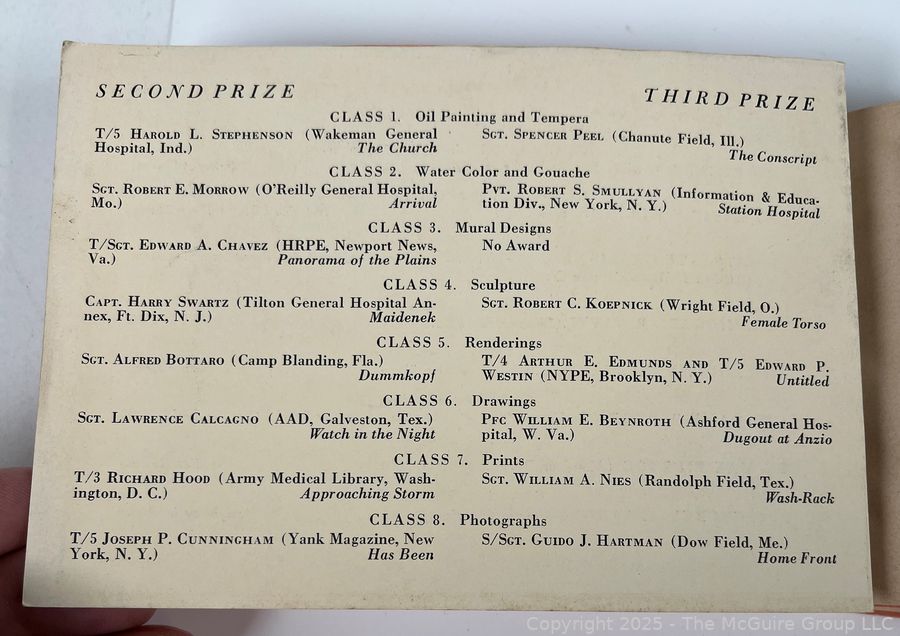 SECOND PRIZE
THIRD PRIZE
CLASS 1. Oil Painting and Tempera
T/5 HAROLD L. STEPHENSON (Wakeman General
Hospital, Ind.) The Church
SGT. SPENCER PEEL (Chanute Field, Ill.)
The Conscript
CLASS 2. Water Color and Gouache
SGT. ROBERT E. MORROW (O'Reilly General Hospital,
Mo.) Arrival
PVT. ROBERT S. SMULLYAN (Information & Educa-
tion Div., New York, N. Y.) Station Hospital
CLASS 3. Mural Designs
T/SGT. EDWARD A. CHAVEZ (HRPE, Newport News,
Va.) Panorama of the Plains
No Award
CLASS 4. Sculpture
CAPT. HARRY SWARTZ (Tilton General Hospital An-
nex, Ft. Dix, N. J.) Maidenek
SGT. ROBERT C. KOEPNICK (Wright Field, O.)
Female Torso
CLASS 5. Renderings
SGT. ALFRED BOTTARO (Camp Blanding, Fla.)
Dummkopf
T/4 ARTHUR E. EDMUNDS AND T/5 EDWARD P.
WESTIN (NYPE, Brooklyn, N. Y.) Untitled
CLASS 6. Drawings
SGT. LAWRENCE CALCAGNO (AAD, Galveston, Tex.)
Watch in the Night
PFC WILLIAM E. BEYNROTH (Ashford General Hos-
pital, W. Va.) Dugout at Anzio
CLASS 7. Prints
T/3 RICHARD HOOD (Army Medical Library, Wash-
ington, D. C.) Approaching Storm
SGT. WILLIAM A. NIES (Randolph Field, Tex.)
Wash-Rack
CLASS 8. Photographs
T/5 JOSEPH P. CUNNINGHAM (Yank Magazine, New
York, N. Y.) Has Been
S/SGT. GUIDO J. HARTMAN (Dow Field, Me.)
Home Front
Copyright 2025 - The McGuire Group LLC